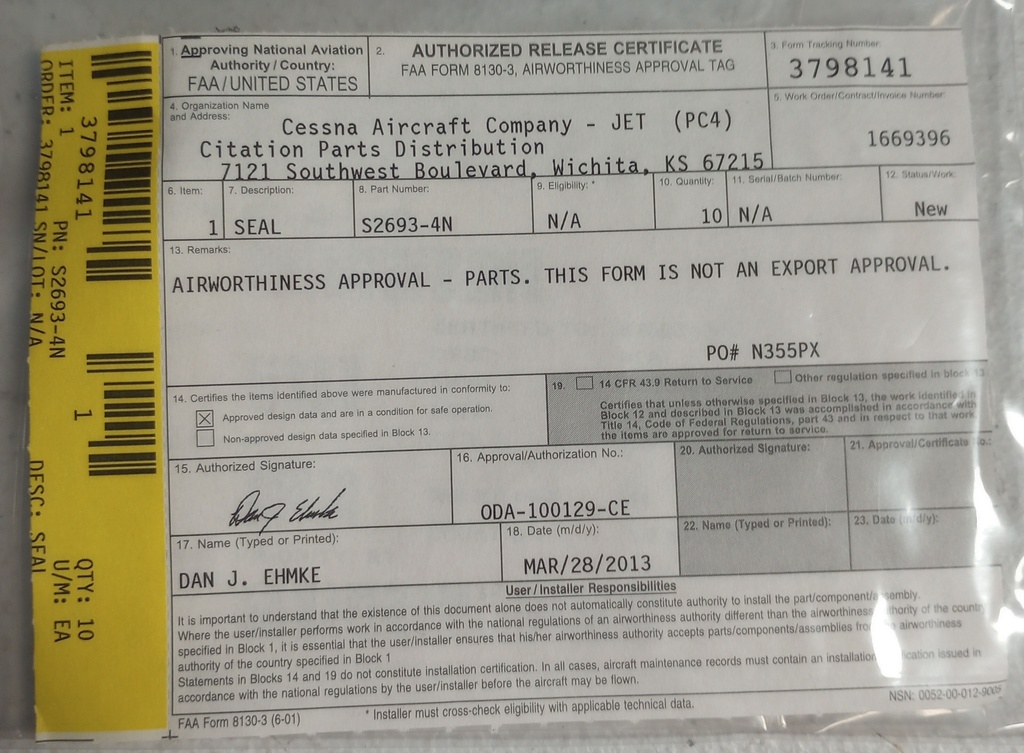 ITEM: 1
3798141
PN: S2693-4N
1
QTY: 10
ORDER: 3798141 SN/LOT: N/A
DESC: SEAL
U/M: EA
1. Approving National Aviation
Authority / Country:
FAA/UNITED STATES
2. AUTHORIZED RELEASE CERTIFICATE
FAA FORM 8130-3, AIRWORTHINESS APPROVAL TAG
3. Form Tracking Number:
3798141
4. Organization Name
and Address:
Cessna Aircraft Company - JET (PC4)
Citation Parts Distribution
7121 Southwest Boulevard, Wichita, KS 67215
5. Work Order/Contract/Invoice Number:
1669396
6. Item:
1
7. Description:
SEAL
8. Part Number:
S2693-4N
9. Eligibility: *
N/A
10. Quantity:
10
11. Serial/Batch Number:
N/A
12. Status/Work:
New
13. Remarks:
AIRWORTHINESS APPROVAL - PARTS. THIS FORM IS NOT AN EXPORT APPROVAL.
PO# N355PX
14. Certifies the items identified above were manufactured in conformity to:
Approved design data and are in a condition for safe operation.
Non-approved design data specified in Block 13.
19. 14 CFR 43.9 Return to Service Other regulation specified in block 13
Certifies that unless otherwise specified in Block 13, the work identified in
Block 12 and described in Block 13 was accomplished in accordance with
Title 14, Code of Federal Regulations, part 43 and in respect to that work
the items are approved for return to service.
15. Authorized Signature:
Dan J Ehmke
16. Approval/Authorization No.:
ODA-100129-CE
20. Authorized Signature:
21. Approval/Certificate No.:
17. Name (Typed or Printed):
DAN J. EHMKE
18. Date (m/d/y):
MAR/28/2013
22. Name (Typed or Printed):
23. Date (m/d/y):
User/Installer Responsibilities
It is important to understand that the existence of this document alone does not automatically constitute authority to install the part/component/
Where the user/installer performs work in accordance with the national regulations of an airworthiness authority different than the airworthiness of the country
specified in Block 1, it is essential that the user/installer ensures that his/her airworthiness authority accepts parts/components/assemblies from airworthiness
authority of the country specified in Block 1
Statements in Blocks 14 and 19 do not constitute installation certification. In all cases, aircraft maintenance records must contain an installation issued in
accordance with the national regulations by the user/installer before the aircraft may be flown.
FAA Form 8130-3 (6-01)
* Installer must cross-check eligibility with applicable technical data.
NSN: 0052-00-012-9005